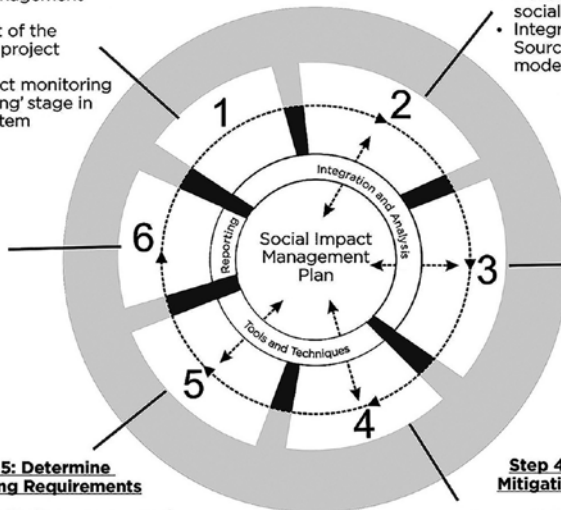 t of the
project
ct monitoring
ing' stage in
tem
social
• Integr
Sourc
mode
1
2
3
4
5
6
Integration and Analysis
Reporting
Tools and Techniques
Social Impact
Management
Plan
5: Determine
ng Requirements
Step 4
Mitigati